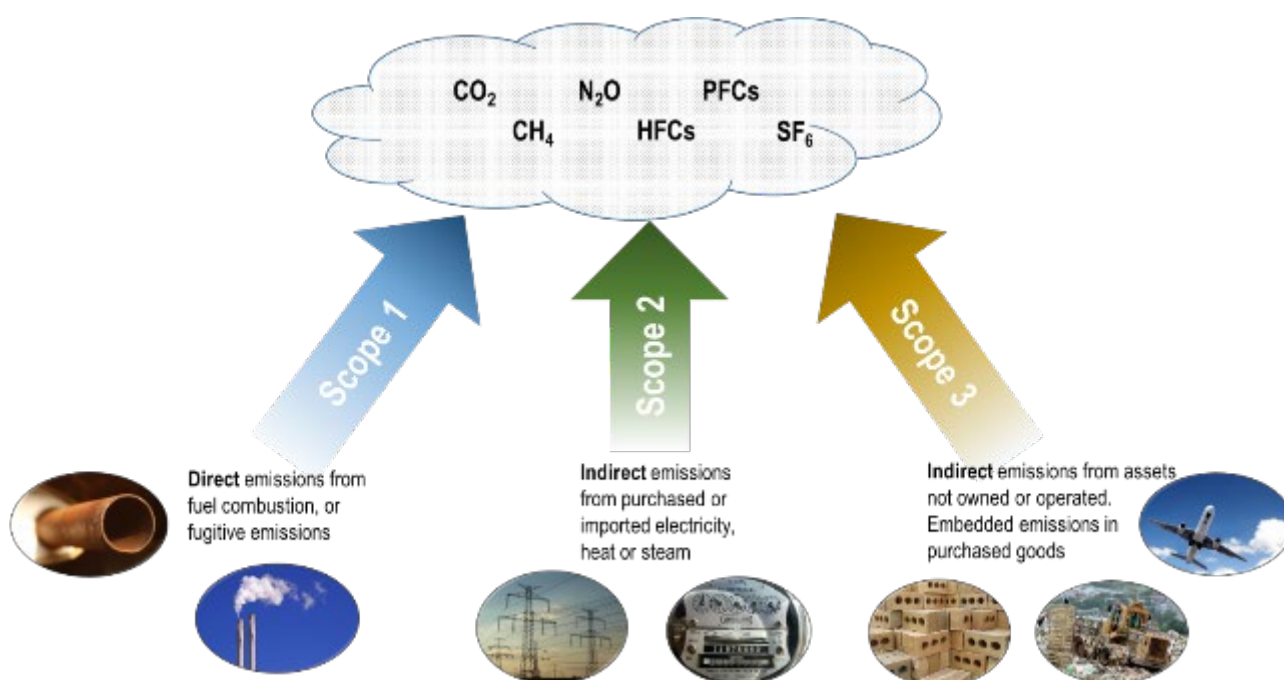 CO₂ N₂O PFCs
CH₄ HFCs SF₆
Scope 1
Scope 2
Scope 3
Direct emissions from
fuel combustion, or
fugitive emissions
Indirect emissions
from purchased or
imported electricity,
heat or steam
Indirect emissions from assets
not owned or operated.
Embedded emissions in
purchased goods